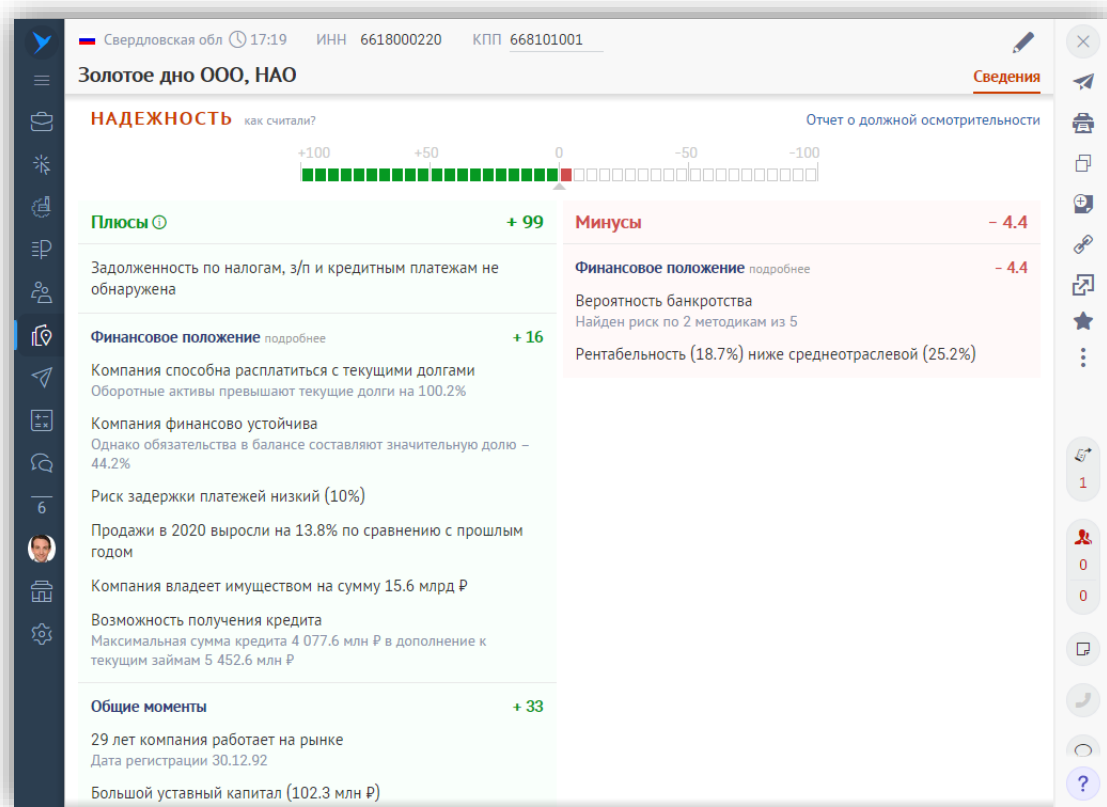 Свердловская обл 17:19 ИНН 6618000220 КПП 668101001
Золотое дно ООО, НАО
Сведения
НАДЕЖНОСТЬ как считали?
Отчет о должной осмотрительности
+100 +50 0 -50 -100
Плюсы + 99
Задолженность по налогам, з/п и кредитным платежам не
обнаружена
Финансовое положение подробнее + 16
Компания способна расплатиться с текущими долгами
Оборотные активы превышают текущие долги на 100.2%
Компания финансово устойчива
Однако обязательства в балансе составляют значительную долю –
44.2%
Риск задержки платежей низкий (10%)
Продажи в 2020 выросли на 13.8% по сравнению с прошлым
годом
Компания владеет имуществом на сумму 15.6 млрд ₽
Возможность получения кредита
Максимальная сумма кредита 4 077.6 млн ₽ в дополнение к
текущим займам 5 452.6 млн ₽
Общие моменты + 33
29 лет компания работает на рынке
Дата регистрации 30.12.92
Большой уставный капитал (102.3 млн ₽)
Минусы – 4.4
Финансовое положение подробнее – 4.4
Вероятность банкротства
Найден риск по 2 методикам из 5
Рентабельность (18.7%) ниже среднеотраслевой (25.2%)
6
1
0
0
?